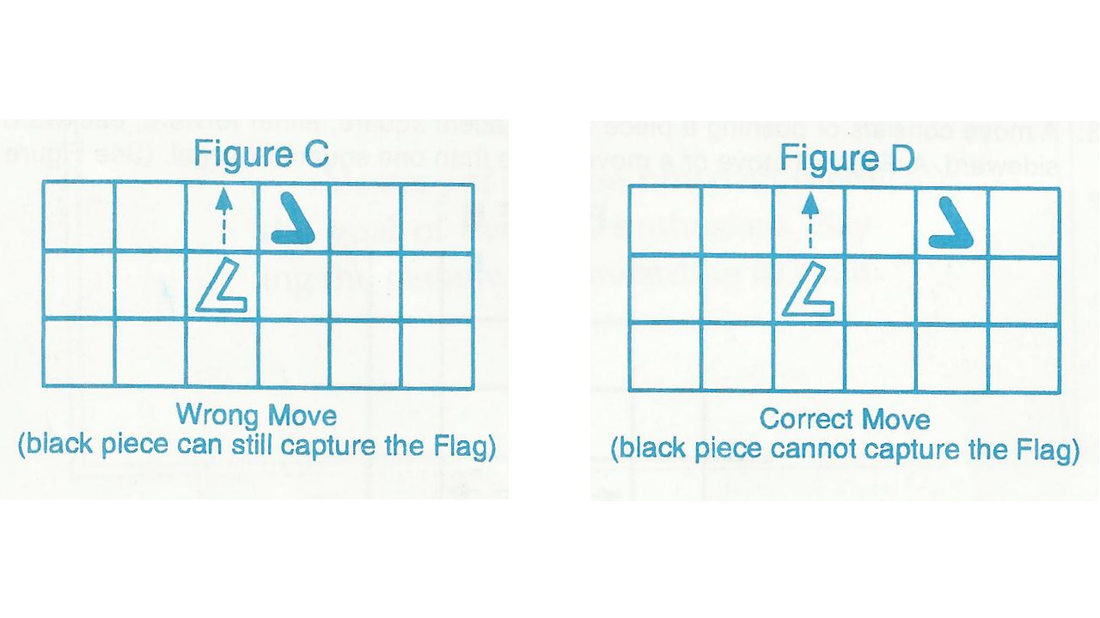 Figure C
Wrong Move
(black piece can still capture the Flag)
Figure D
Correct Move
(black piece cannot capture the Flag)